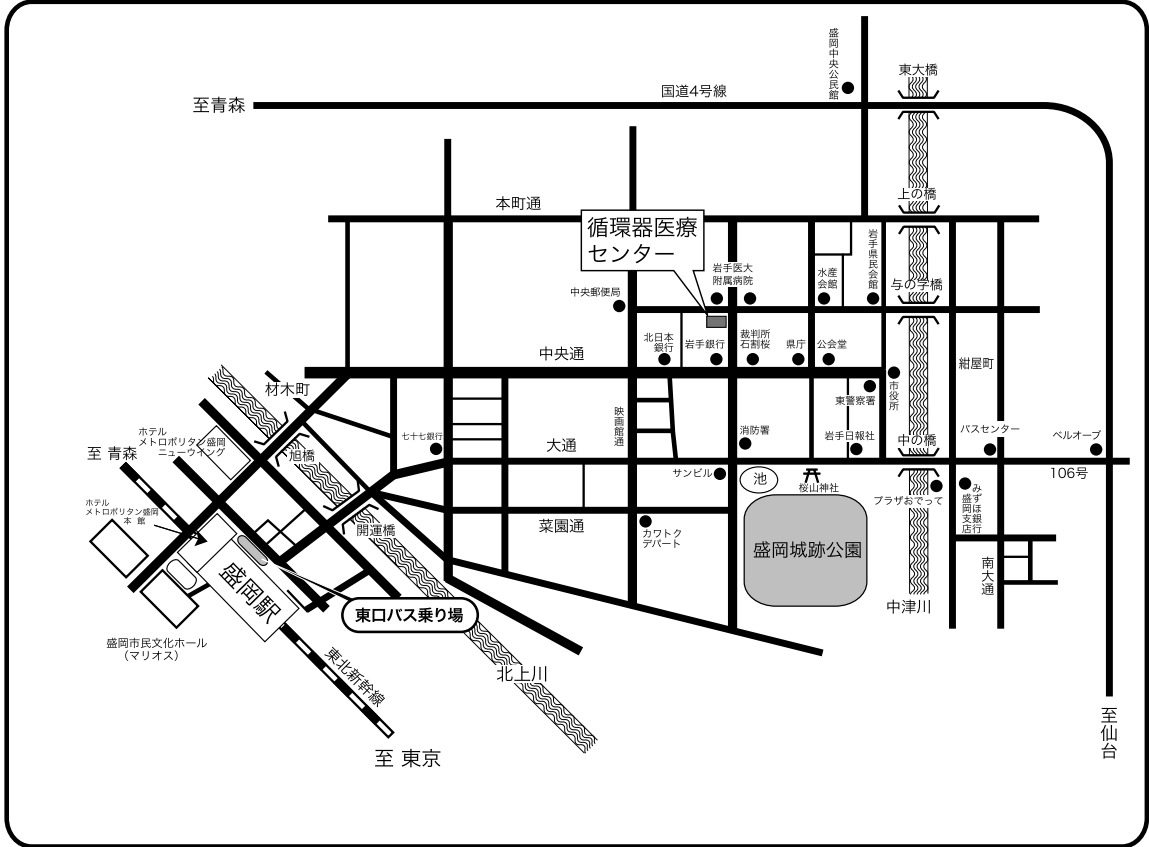 盛岡中央公民館
東大橋
国道4号線
至青森
上の橋
本町通
循環器医療
センター
岩手県民会館
岩手医大
附属病院
水産
会館
与の字橋
中央郵便局
北日本
銀行
岩手銀行
裁判所
石割桜
県庁
公会堂
中央通
紺屋町
材木町
市役所
東警察署
映画館通
ホテル
メトロポリタン盛岡
ニューウイング
七十七銀行
大通
消防署
岩手日報社
中の橋
バスセンター
ベルオーブ
至 青森
旭橋
サンビル
池
桜山神社
106号
プラザおでって
みずほ銀行
盛岡支店
ホテル
メトロポリタン盛岡
本 館
開運橋
菜園通
カワトク
デパート
盛岡城跡公園
南大通
盛岡駅
東口バス乗り場
中津川
盛岡市民文化ホール
(マリオス)
東北新幹線
北上川
至 東京
至仙台